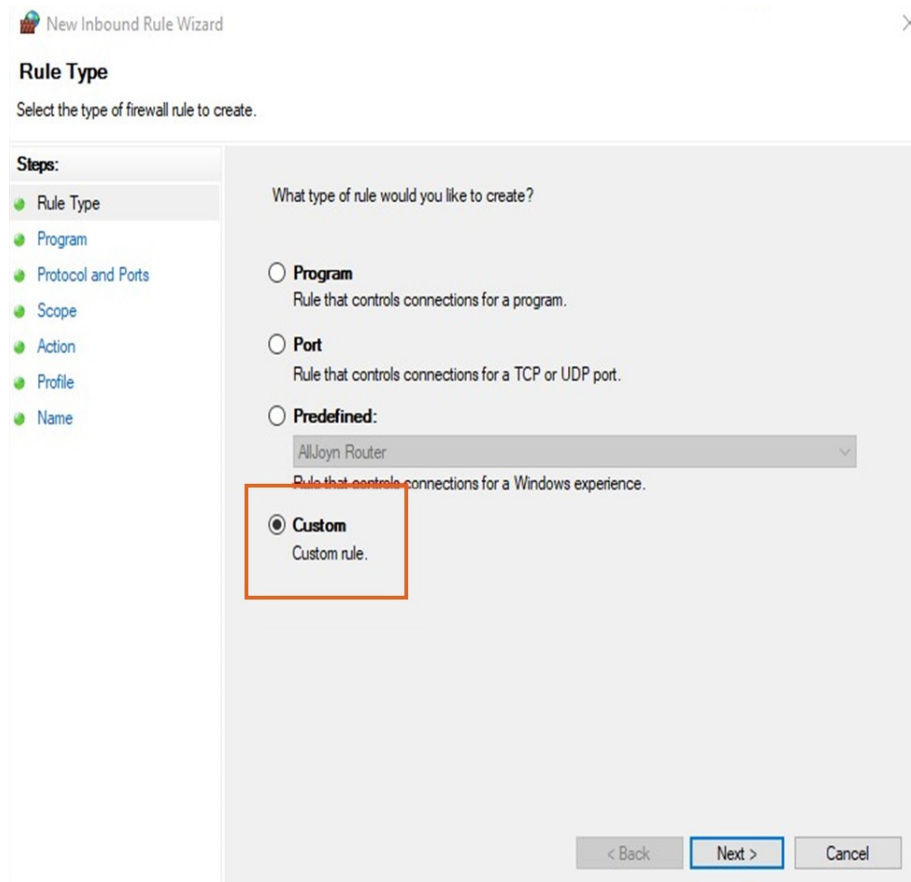 New Inbound Rule Wizard
Rule Type
Select the type of firewall rule to create.
Steps:
Rule Type
Program
Protocol and Ports
Scope
Action
Profile
Name
What type of rule would you like to create?
Program
Rule that controls connections for a program.
Port
Rule that controls connections for a TCP or UDP port.
Predefined:
AllJoyn Router
Rule that controls connections for a Windows experience.
Custom
Custom rule.
< Back Next > Cancel